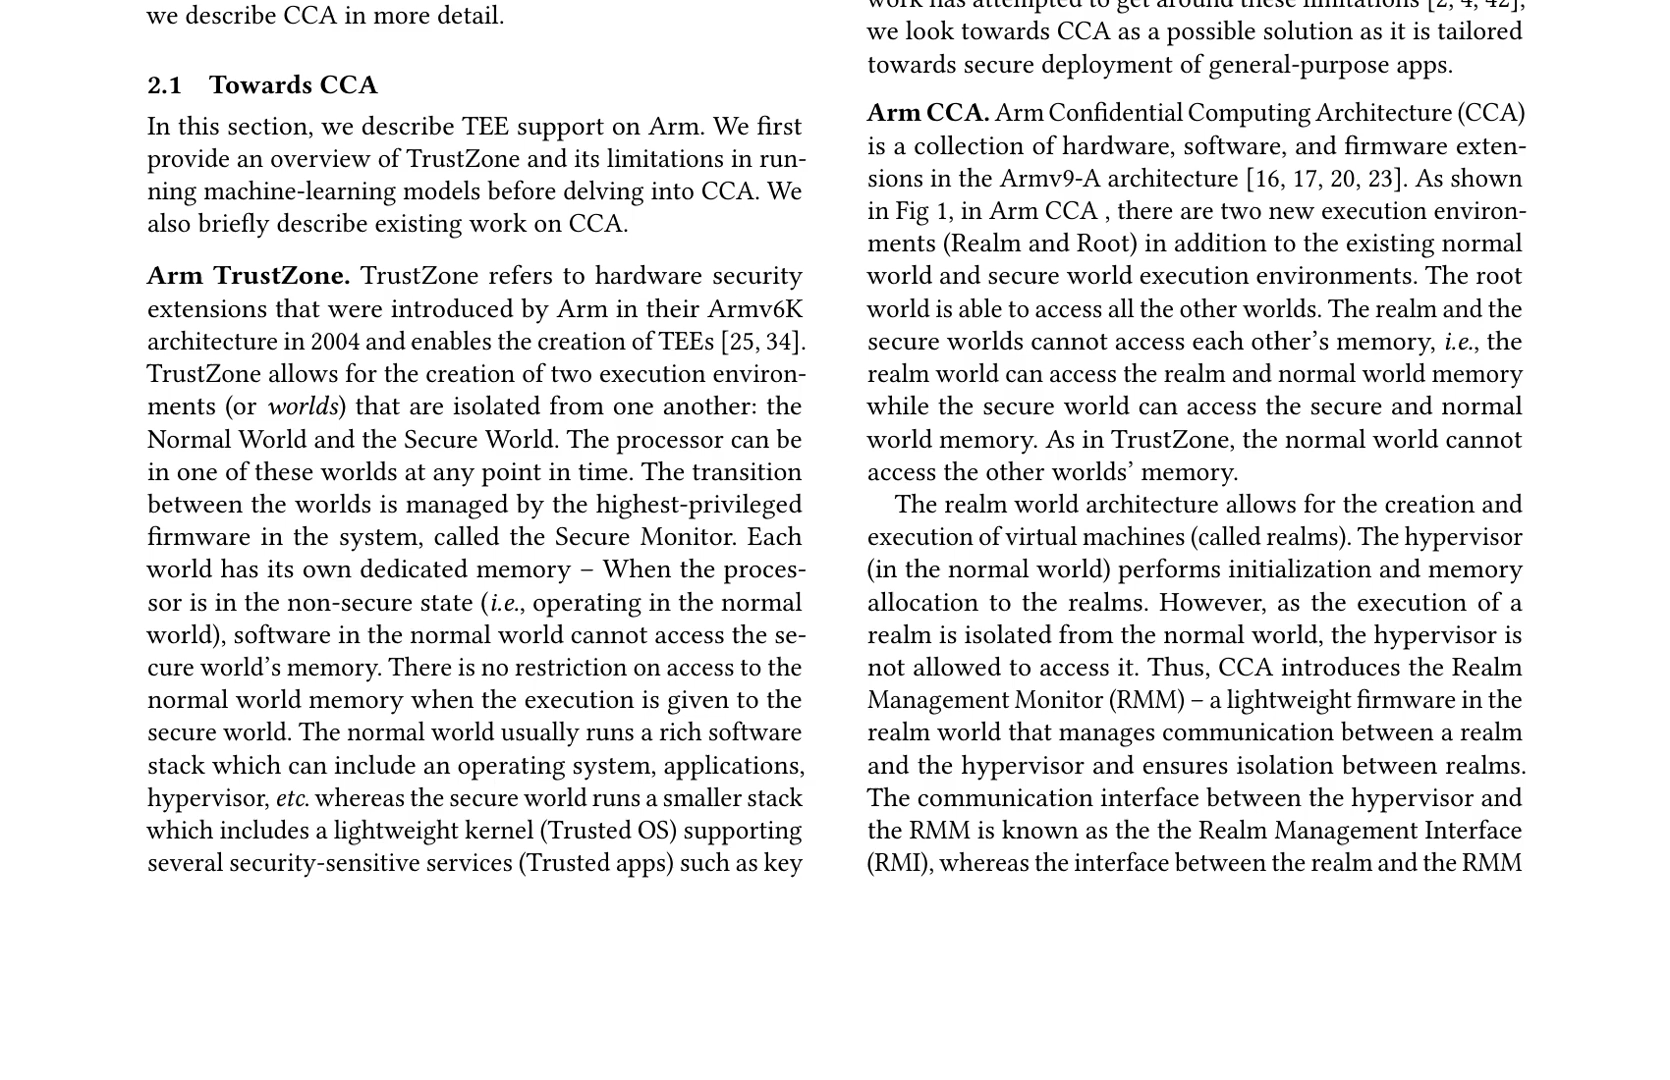 we describe CCA in more detail.
2.1 Towards CCA
In this section, we describe TEE support on Arm. We first
provide an overview of TrustZone and its limitations in run-
ning machine-learning models before delving into CCA. We
also briefly describe existing work on CCA.
Arm TrustZone. TrustZone refers to hardware security
extensions that were introduced by Arm in their Armv6K
architecture in 2004 and enables the creation of TEEs [25, 34].
TrustZone allows for the creation of two execution environ-
ments (or worlds) that are isolated from one another: the
Normal World and the Secure World. The processor can be
in one of these worlds at any point in time. The transition
between the worlds is managed by the highest-privileged
firmware in the system, called the Secure Monitor. Each
world has its own dedicated memory – When the proces-
sor is in the non-secure state (i.e., operating in the normal
world), software in the normal world cannot access the se-
cure world’s memory. There is no restriction on access to the
normal world memory when the execution is given to the
secure world. The normal world usually runs a rich software
stack which can include an operating system, applications,
hypervisor, etc. whereas the secure world runs a smaller stack
which includes a lightweight kernel (Trusted OS) supporting
several security-sensitive services (Trusted apps) such as key
work has attempted to get around these limitations [2, 4, 42],
we look towards CCA as a possible solution as it is tailored
towards secure deployment of general-purpose apps.
Arm CCA. Arm Confidential Computing Architecture (CCA)
is a collection of hardware, software, and firmware exten-
sions in the Armv9-A architecture [16, 17, 20, 23]. As shown
in Fig 1, in Arm CCA , there are two new execution environ-
ments (Realm and Root) in addition to the existing normal
world and secure world execution environments. The root
world is able to access all the other worlds. The realm and the
secure worlds cannot access each other’s memory, i.e., the
realm world can access the realm and normal world memory
while the secure world can access the secure and normal
world memory. As in TrustZone, the normal world cannot
access the other worlds’ memory.
The realm world architecture allows for the creation and
execution of virtual machines (called realms). The hypervisor
(in the normal world) performs initialization and memory
allocation to the realms. However, as the execution of a
realm is isolated from the normal world, the hypervisor is
not allowed to access it. Thus, CCA introduces the Realm
Management Monitor (RMM) – a lightweight firmware in the
realm world that manages communication between a realm
and the hypervisor and ensures isolation between realms.
The communication interface between the hypervisor and
the RMM is known as the the Realm Management Interface
(RMI), whereas the interface between the realm and the RMM